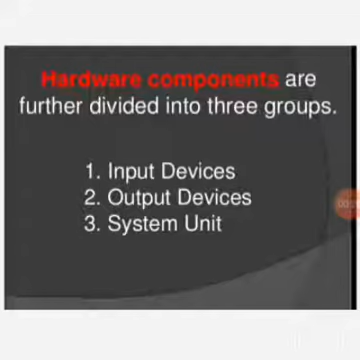 Hardware components are
further divided into three groups.
1. Input Devices
2. Output Devices
3. System Unit